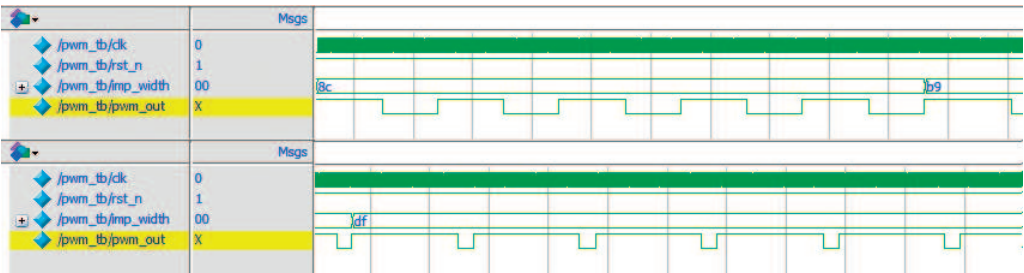 Msgs
/pwm_tb/clk 0
/pwm_tb/rst_n 1
/pwm_tb/imp_width 00 8c b9
/pwm_tb/pwm_out X
Msgs
/pwm_tb/clk 0
/pwm_tb/rst_n 1
/pwm_tb/imp_width 00 df
/pwm_tb/pwm_out X